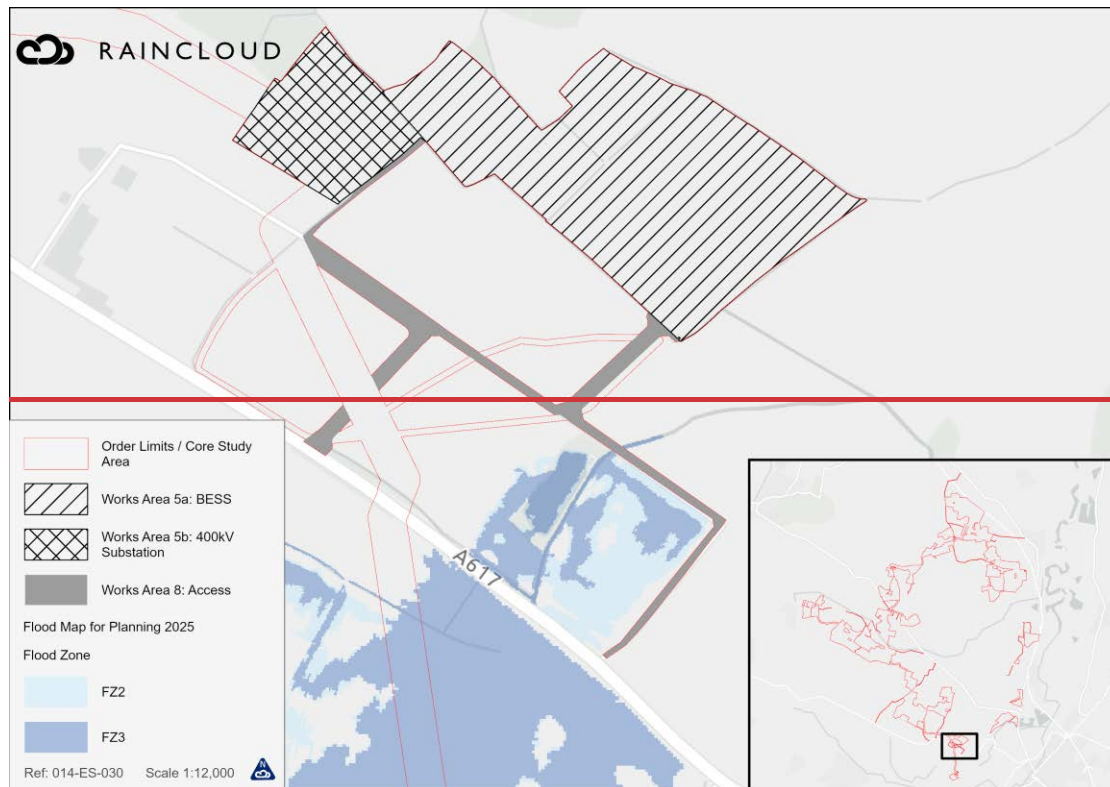 RAINCLOUD
A617
Order Limits / Core Study
Area
Works Area 5a: BESS
Works Area 5b: 400kV
Substation
Works Area 8: Access
Flood Map for Planning 2025
Flood Zone
FZ2
FZ3
Ref: 014-ES-030 Scale 1:12,000
N